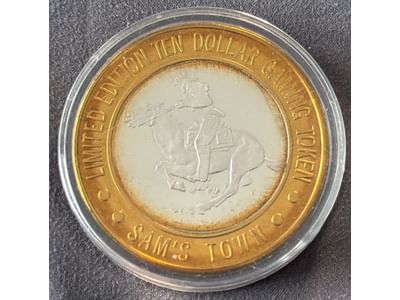 LIMITED EDITION TEN DOLLAR GAMING TOKEN
SAM'S TOWN